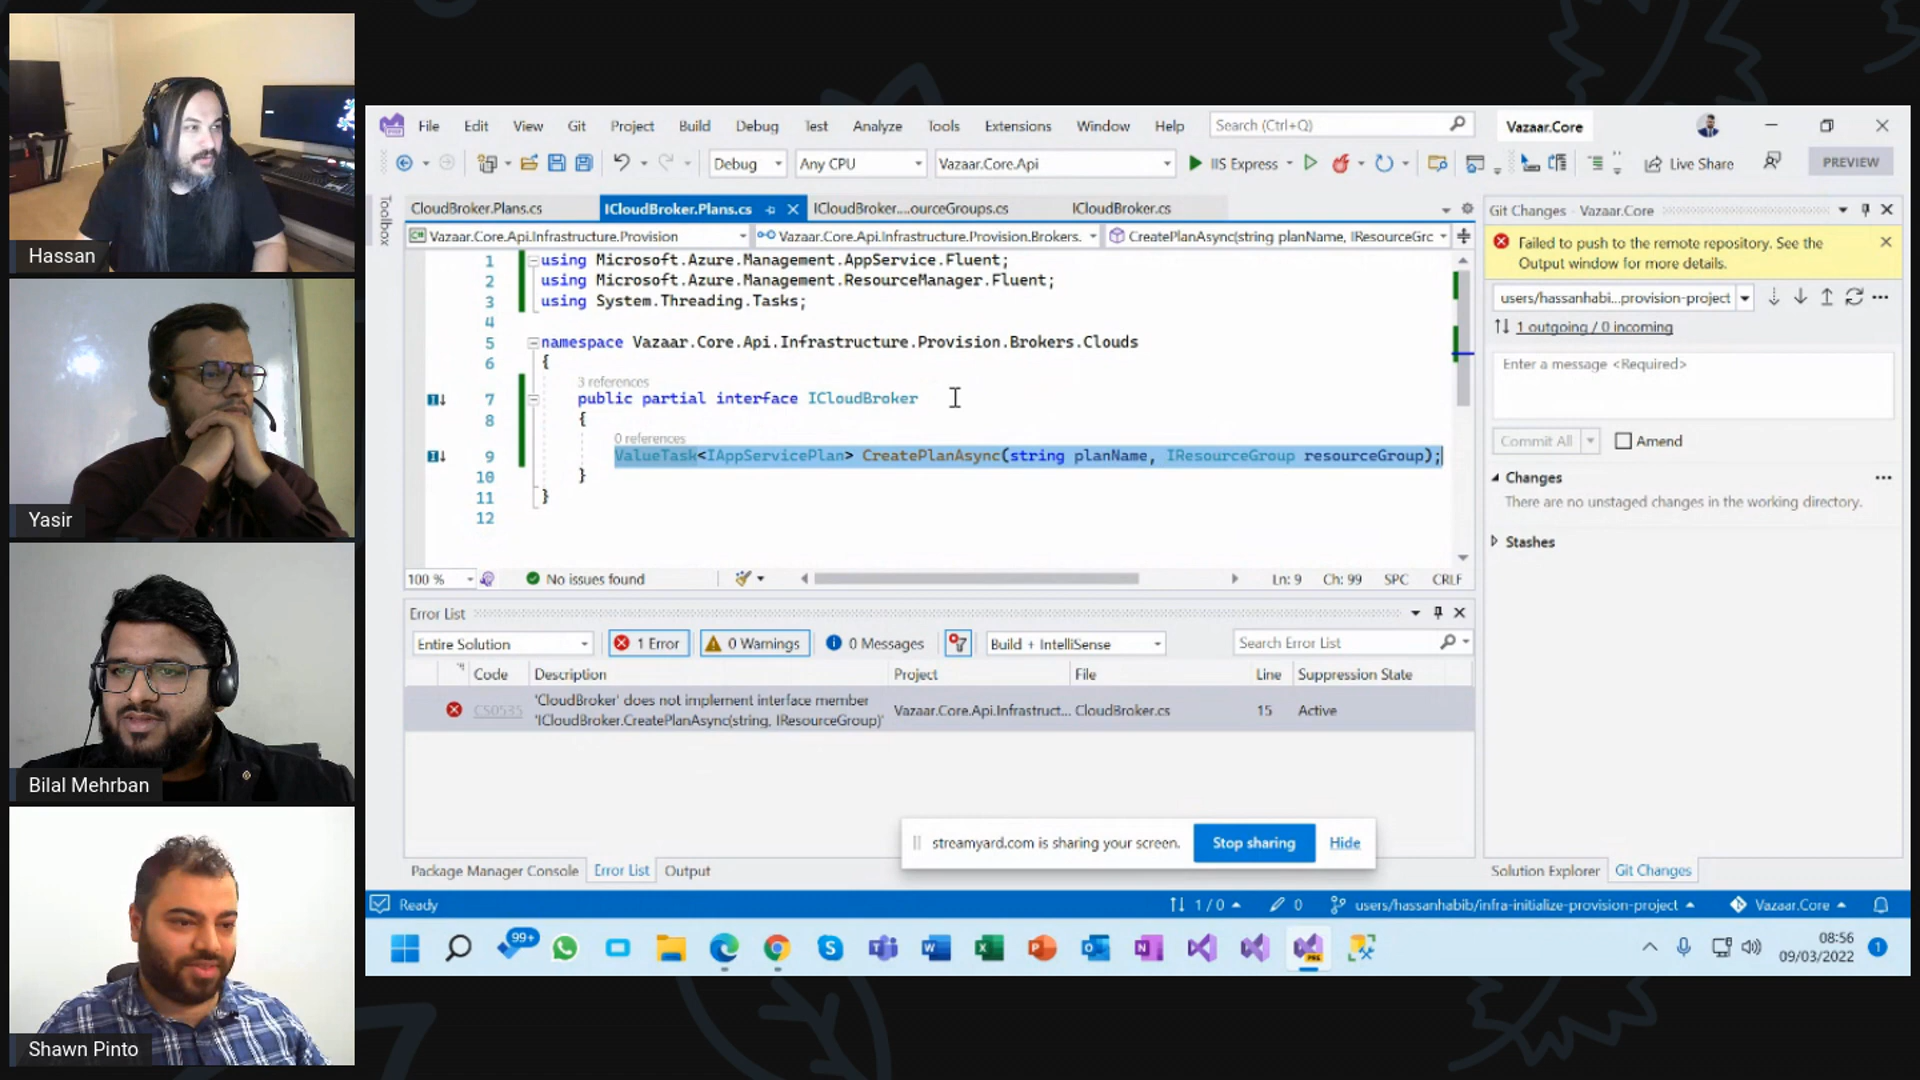 Hassan
Yasir
Bilal Mehrban
Shawn Pinto
File Edit View Git Project Build Debug Test Analyze Tools Extensions Window Help Search (Ctrl+Q) Vazaar.Core
Debug Any CPU Vazaar.Core.Api IIS Express Live Share PREVIEW
Toolbox
CloudBroker.Plans.cs ICloudBroker.Plans.cs ICloudBroker....ourceGroups.cs ICloudBroker.cs
Vazaar.Core.Api.Infrastructure.Provision Vazaar.Core.Api.Infrastructure.Provision.Brokers. CreatePlanAsync(string planName, IResourceGrc
1 using Microsoft.Azure.Management.AppService.Fluent;
2 using Microsoft.Azure.Management.ResourceManager.Fluent;
3 using System.Threading.Tasks;
4
5 namespace Vazaar.Core.Api.Infrastructure.Provision.Brokers.Clouds
6 {
3 references
7 public partial interface ICloudBroker
8 {
0 references
9 ValueTask<IAppServicePlan> CreatePlanAsync(string planName, IResourceGroup resourceGroup);
10 }
11 }
12
100 % No issues found Ln: 9 Ch: 99 SPC CRLF
Error List
Entire Solution 1 Error 0 Warnings 0 Messages Build + IntelliSense Search Error List
Code Description Project File Line Suppression State
CS0535 'CloudBroker' does not implement interface member
'ICloudBroker.CreatePlanAsync(string, IResourceGroup)' Vazaar.Core.Api.Infrastruct... CloudBroker.cs 15 Active
streamyard.com is sharing your screen. Stop sharing Hide
Package Manager Console Error List Output
Git Changes - Vazaar.Core
Failed to push to the remote repository. See the
Output window for more details.
users/hassanhabi...provision-project
1 outgoing / 0 incoming
Enter a message <Required>
Commit All Amend
Changes
There are no unstaged changes in the working directory.
Stashes
Solution Explorer Git Changes
Ready 1 / 0 0 users/hassanhabib/infra-initialize-provision-project Vazaar.Core
99+ 08:56
09/03/2022 1